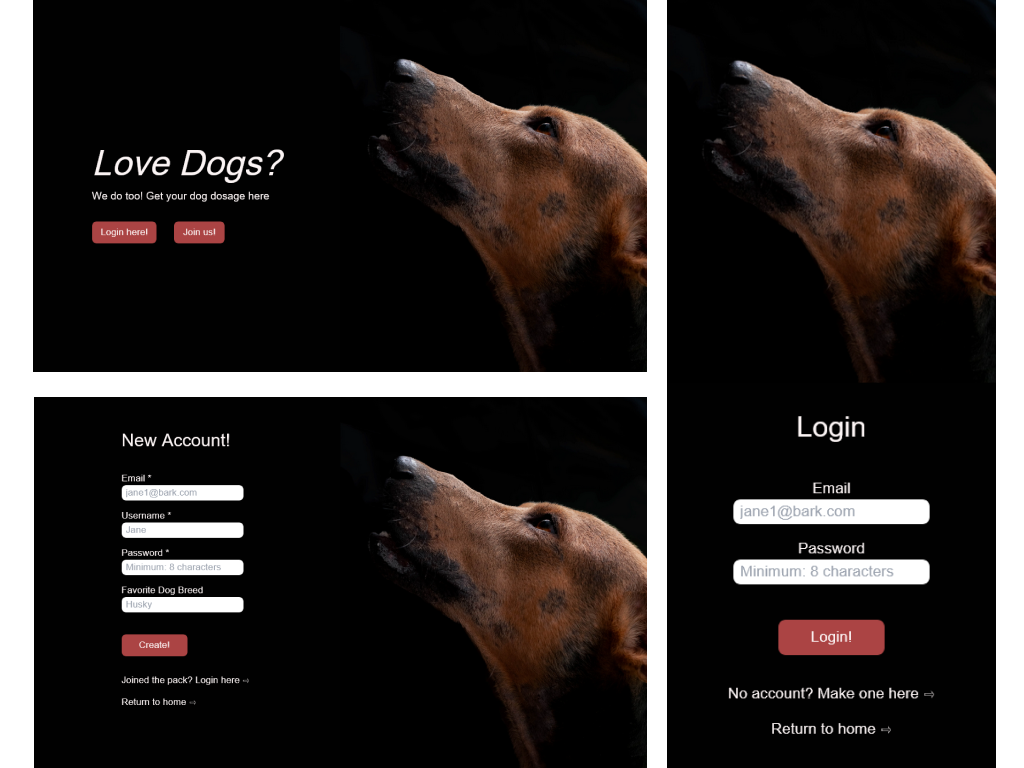 Love Dogs?
We do too! Get your dog dosage here
Login here!
Join us!
New Account!
Email *
jane1@bark.com
Username *
Jane
Password *
Minimum: 8 characters
Favorite Dog Breed
Husky
Create!
Joined the pack? Login here ⇨
Return to home ⇨
Login
Email
jane1@bark.com
Password
Minimum: 8 characters
Login!
No account? Make one here ⇨
Return to home ⇨